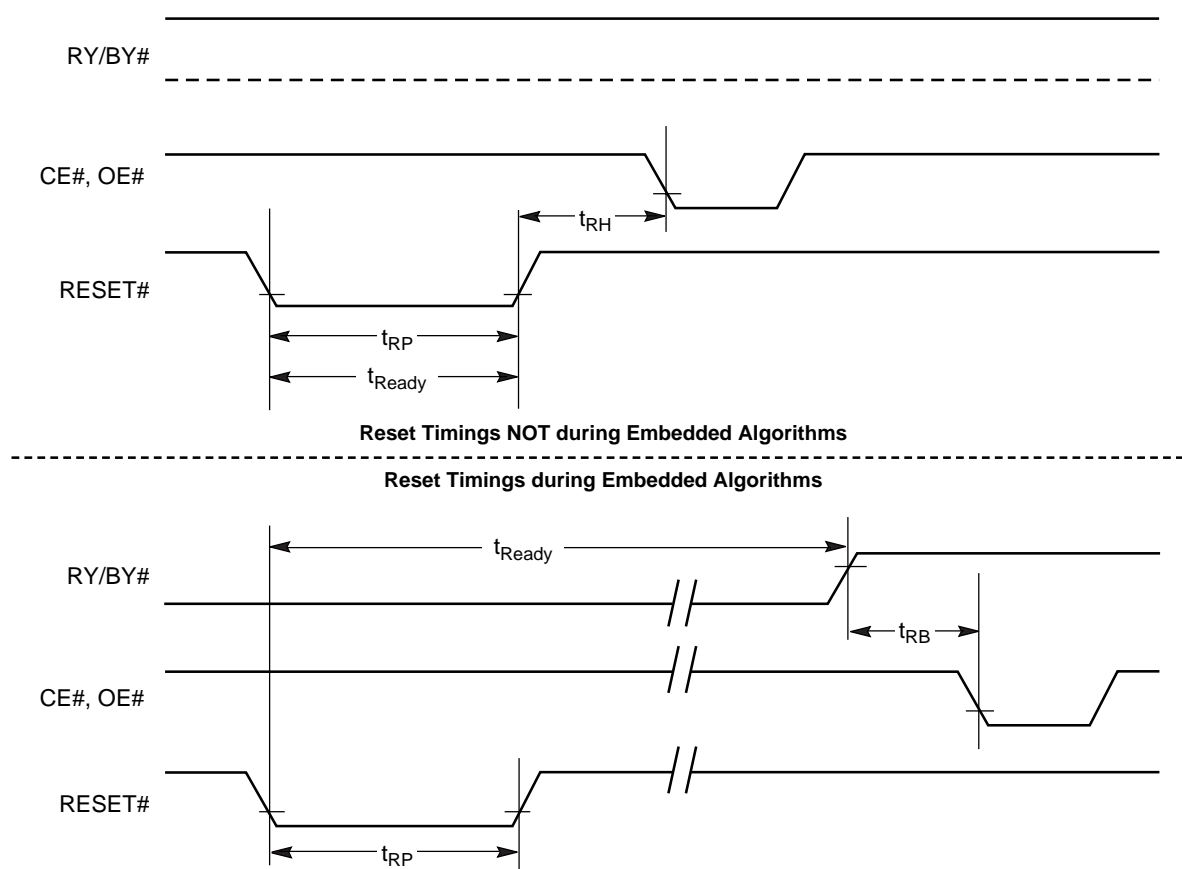 RY/BY#
CE#, OE#
tRH
RESET#
tRP
tReady
Reset Timings NOT during Embedded Algorithms
Reset Timings during Embedded Algorithms
tReady
RY/BY#
tRB
CE#, OE#
RESET#
tRP